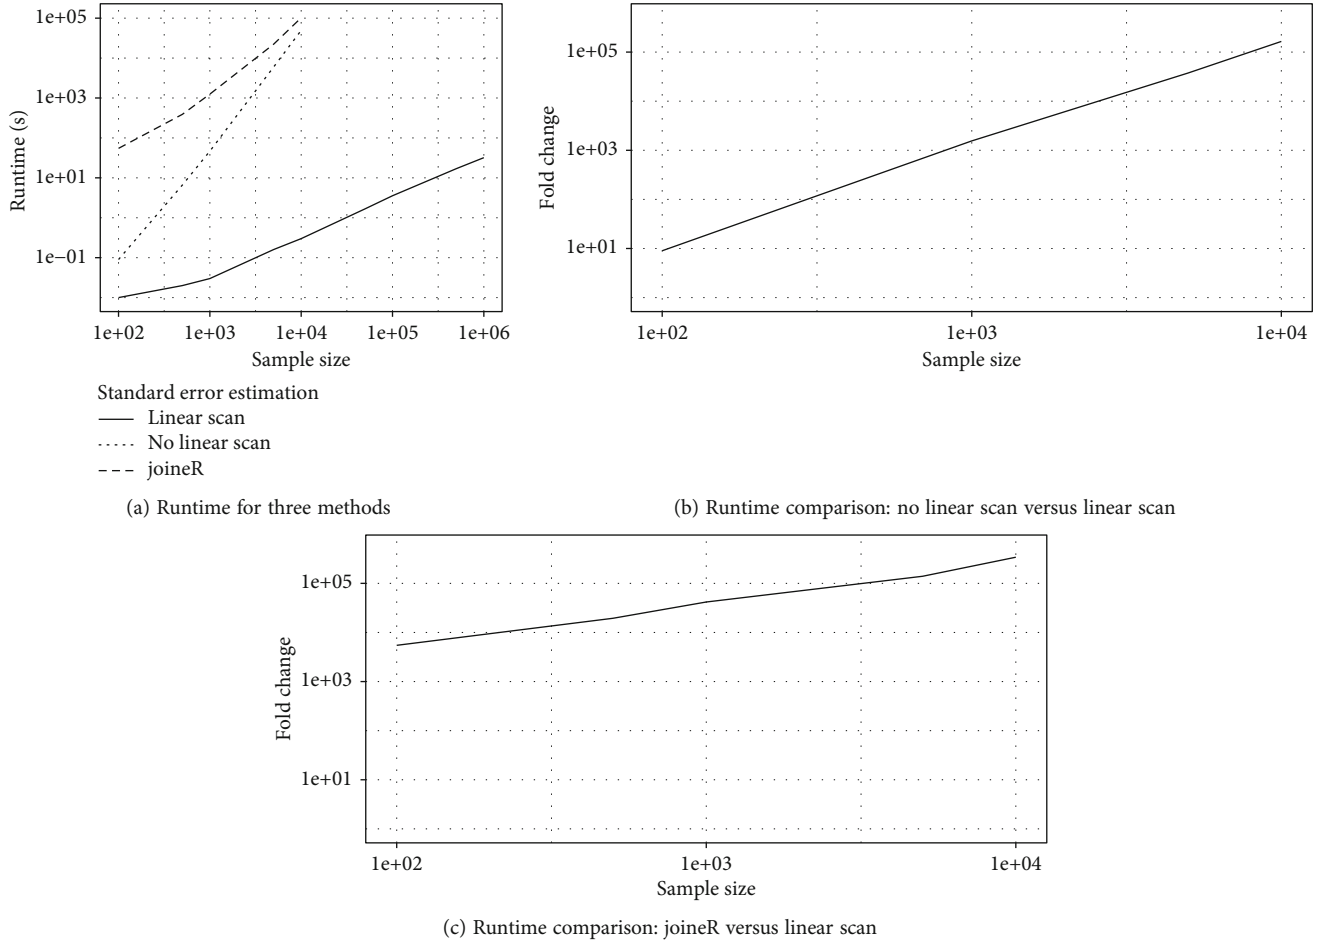 1e+05
1e+03
1e+01
1e−01
Runtime (s)
1e+02 1e+03 1e+04 1e+05 1e+06
Sample size
Standard error estimation
Linear scan
No linear scan
joineR
(a) Runtime for three methods
1e+05
1e+03
1e+01
Fold change
1e+02 1e+03 1e+04
Sample size
(b) Runtime comparison: no linear scan versus linear scan
1e+05
1e+03
1e+01
Fold change
1e+02 1e+03 1e+04
Sample size
(c) Runtime comparison: joineR versus linear scan